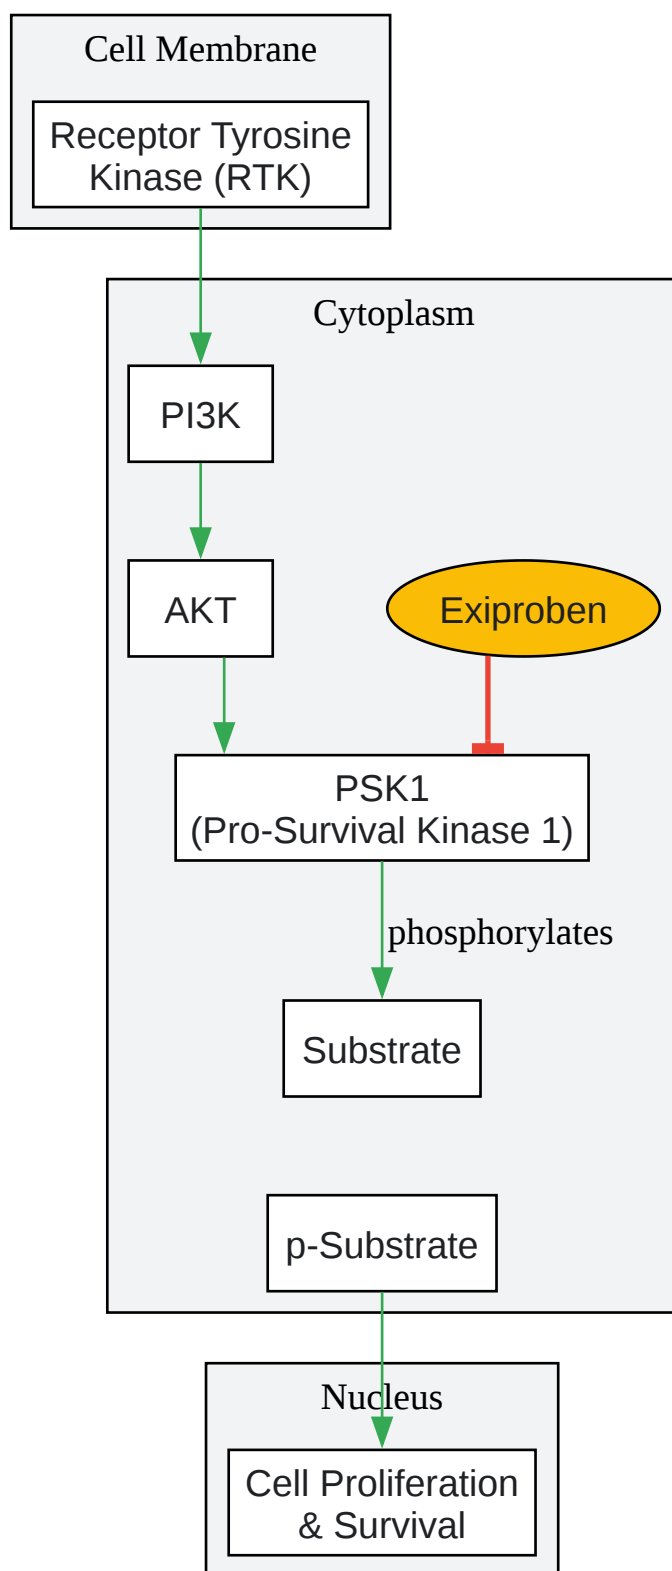 Cell Membrane
Receptor Tyrosine
Kinase (RTK)
Cytoplasm
PI3K
AKT
Exiproben
PSK1
(Pro-Survival Kinase 1)
phosphorylates
Substrate
p-Substrate
Nucleus
Cell Proliferation
& Survival